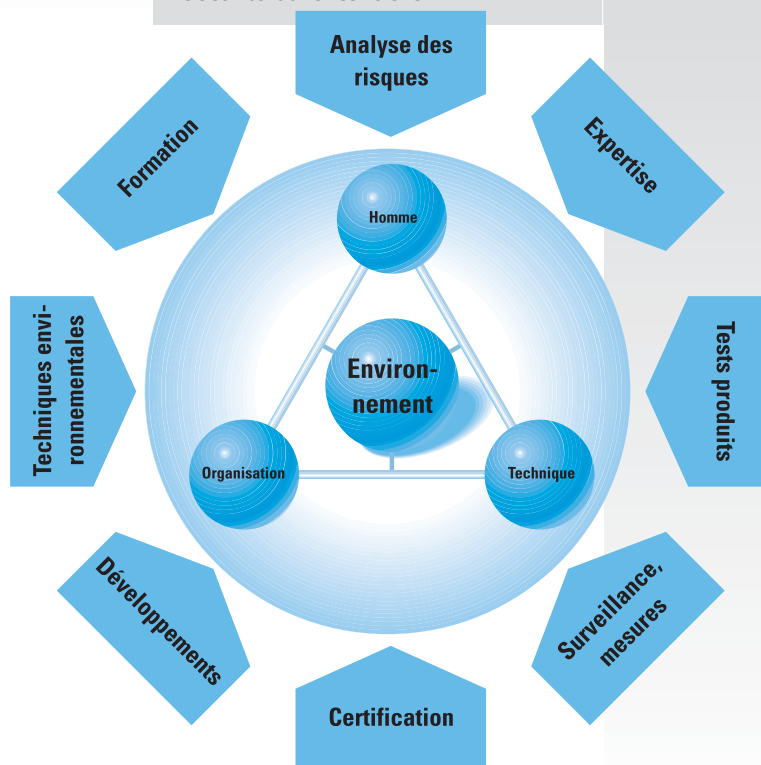 Analyse des
risques
Expertise
Tests produits
Surveillance,
mesures
Certification
Développements
Techniques envi-
ronnementales
Formation
Homme
Environ-
nement
Organisation
Technique